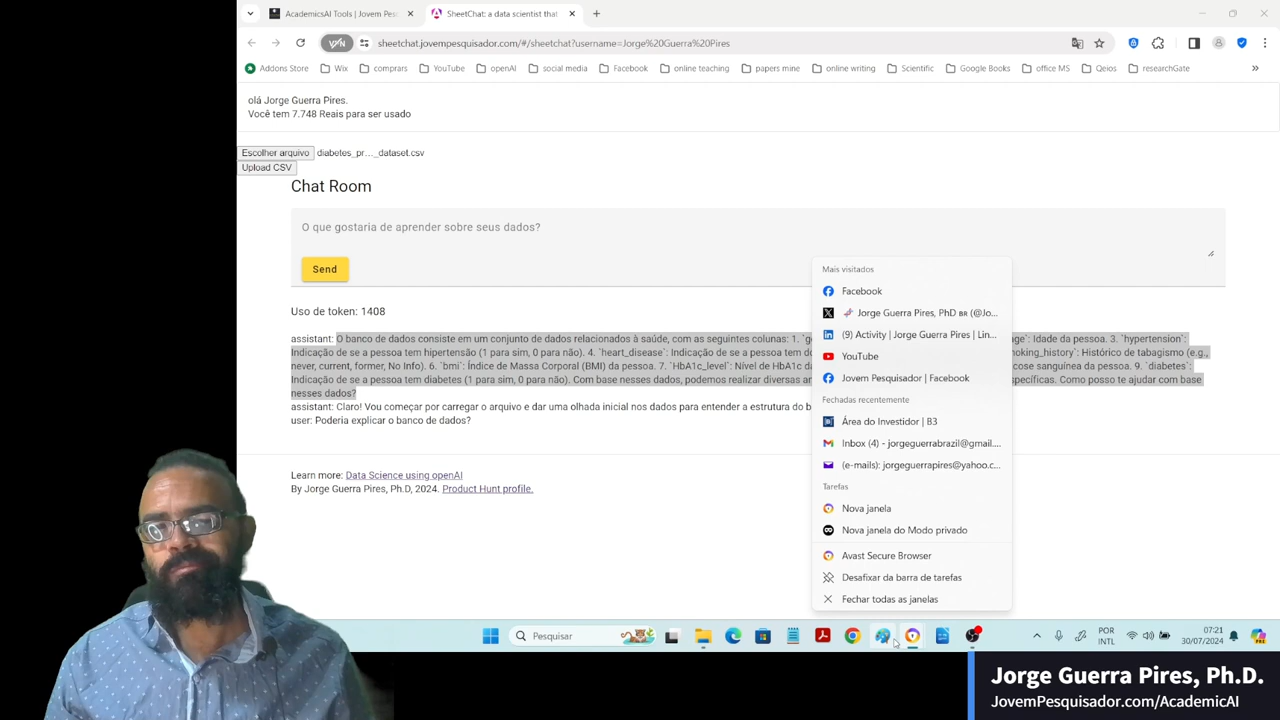 AcademicsAI Tools | Jovem Pesc
SheetChat: a data scientist that
sheetchat.jovempesquisador.com/#/sheetchat?username=Jorge%20Guerra%20Pires
Addons Store Wix comprars YouTube openAI social media Facebook online teaching papers mine online writing Scientific Google Books office MS Qeios researchGate
olá Jorge Guerra Pires.
Você tem 7.748 Reais para ser usado
Escolher arquivo diabetes_pr…_dataset.csv
Upload CSV
Chat Room
O que gostaria de aprender sobre seus dados?
Send
Uso de token: 1408
assistant: O banco de dados consiste em um conjunto de dados relacionados à saúde, com as seguintes colunas: 1. `g
ge`: Idade da pessoa. 3. `hypertension`:
Indicação de se a pessoa tem hipertensão (1 para sim, 0 para não). 4. `heart_disease`: Indicação de se a pessoa tem do
moking_history`: Histórico de tabagismo (e.g.,
never, current, former, No Info). 6. `bmi`: Índice de Massa Corporal (BMI) da pessoa. 7. `HbA1c_level`: Nível de HbA1c da
cose sanguínea da pessoa. 9. `diabetes`:
Indicação de se a pessoa tem diabetes (1 para sim, 0 para não). Com base nesses dados, podemos realizar diversas an
specíficas. Como posso te ajudar com base
nesses dados?
assistant: Claro! Vou começar por carregar o arquivo e dar uma olhada inicial nos dados para entender a estrutura do b
user: Poderia explicar o banco de dados?
Learn more: Data Science using openAI
By Jorge Guerra Pires, Ph.D, 2024. Product Hunt profile.
Mais visitados
Facebook
Jorge Guerra Pires, PhD BR (@Jo...
(9) Activity | Jorge Guerra Pires | Lin...
YouTube
Jovem Pesquisador | Facebook
Fechadas recentemente
Área do Investidor | B3
Inbox (4) - jorgeguerrabrazil@gmail....
(e-mails): jorgeguerrapires@yahoo.c...
Tarefas
Nova janela
Nova janela do Modo privado
Avast Secure Browser
Desafixar da barra de tarefas
Fechar todas as janelas
Pesquisar
POR
INTL
07:21
30/07/2024
Jorge Guerra Pires, Ph.D.
JovemPesquisador.com/AcademicAI